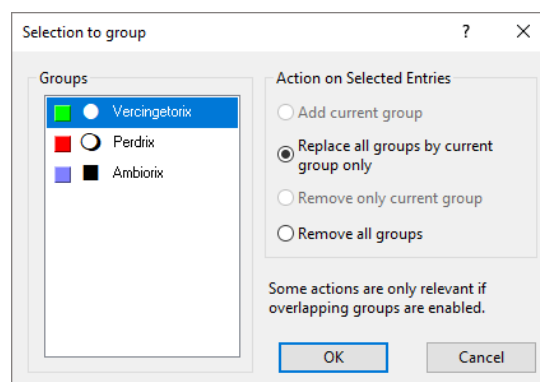 Selection to group
?
Groups
Vercingetorix
Perdrix
Ambiorix
Action on Selected Entries
Add current group
Replace all groups by current
group only
Remove only current group
Remove all groups
Some actions are only relevant if
overlapping groups are enabled.
OK
Cancel